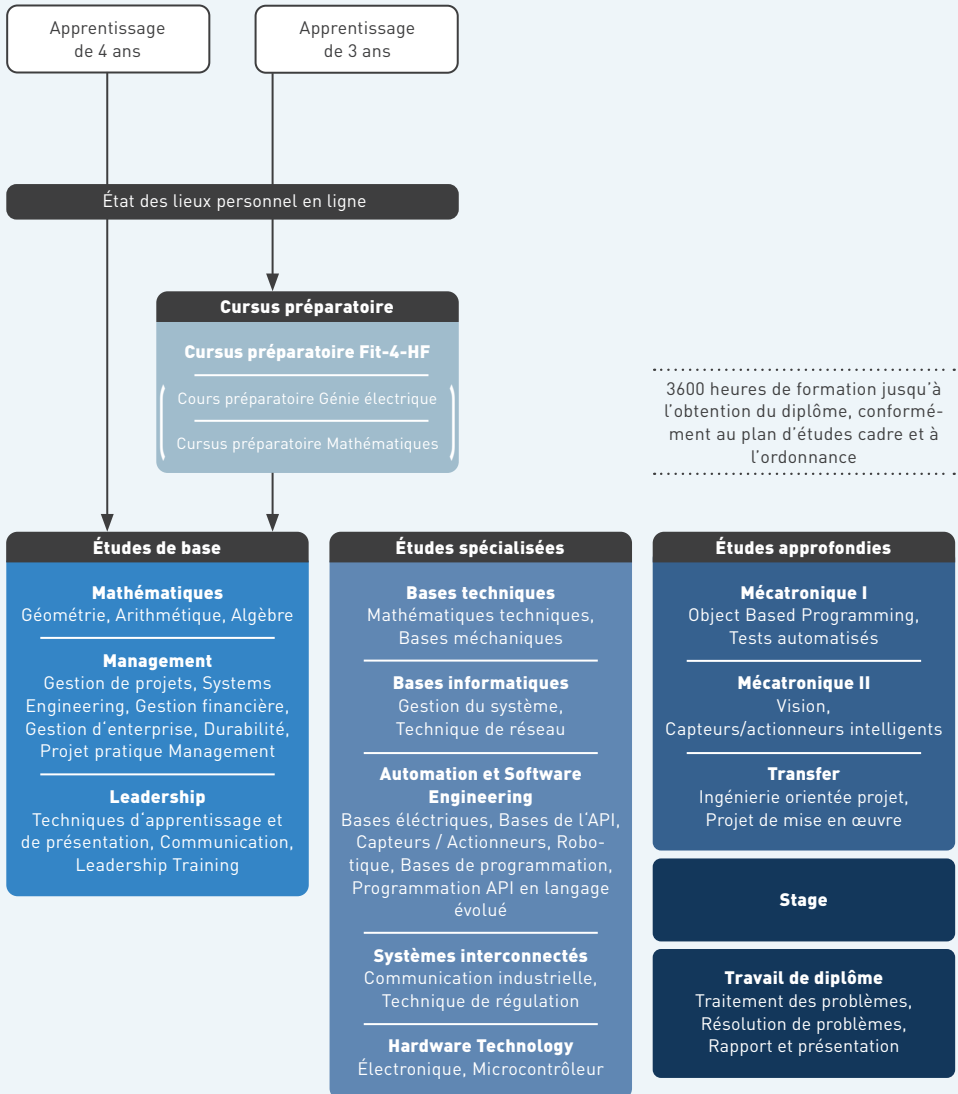 Apprentissage
de 4 ans
Apprentissage
de 3 ans
État des lieux personnel en ligne
Cursus préparatoire
Cursus préparatoire Fit-4-HF
Cours préparatoire Génie électrique
Cursus préparatoire Mathématiques
3600 heures de formation jusqu'à
l'obtention du diplôme, conformé-
ment au plan d'études cadre et à
l'ordonnance
Études de base
Mathématiques
Géométrie, Arithmétique, Algèbre
Management
Gestion de projets, Systems
Engineering, Gestion financière,
Gestion d'enterprise, Durabilité,
Projet pratique Management
Leadership
Techniques d'apprentissage et
de présentation, Communication,
Leadership Training
Études spécialisées
Bases techniques
Mathématiques techniques,
Bases méchaniques
Bases informatiques
Gestion du système,
Technique de réseau
Automation et Software
Engineering
Bases éléctriques, Bases de l'API,
Capteurs / Actionneurs, Robo-
tique, Bases de programmation,
Programmation API en langage
évolué
Systèmes interconnectés
Communication industrielle,
Technique de régulation
Hardware Technology
Électronique, Microcontrôleur
Études approfondies
Mécatronique I
Object Based Programming,
Tests automatisés
Mécatronique II
Vision,
Capteurs/actionneurs intelligents
Transfer
Ingénierie orientée projet,
Projet de mise en œuvre
Stage
Travail de diplôme
Traitement des problèmes,
Résolution de problèmes,
Rapport et présentation